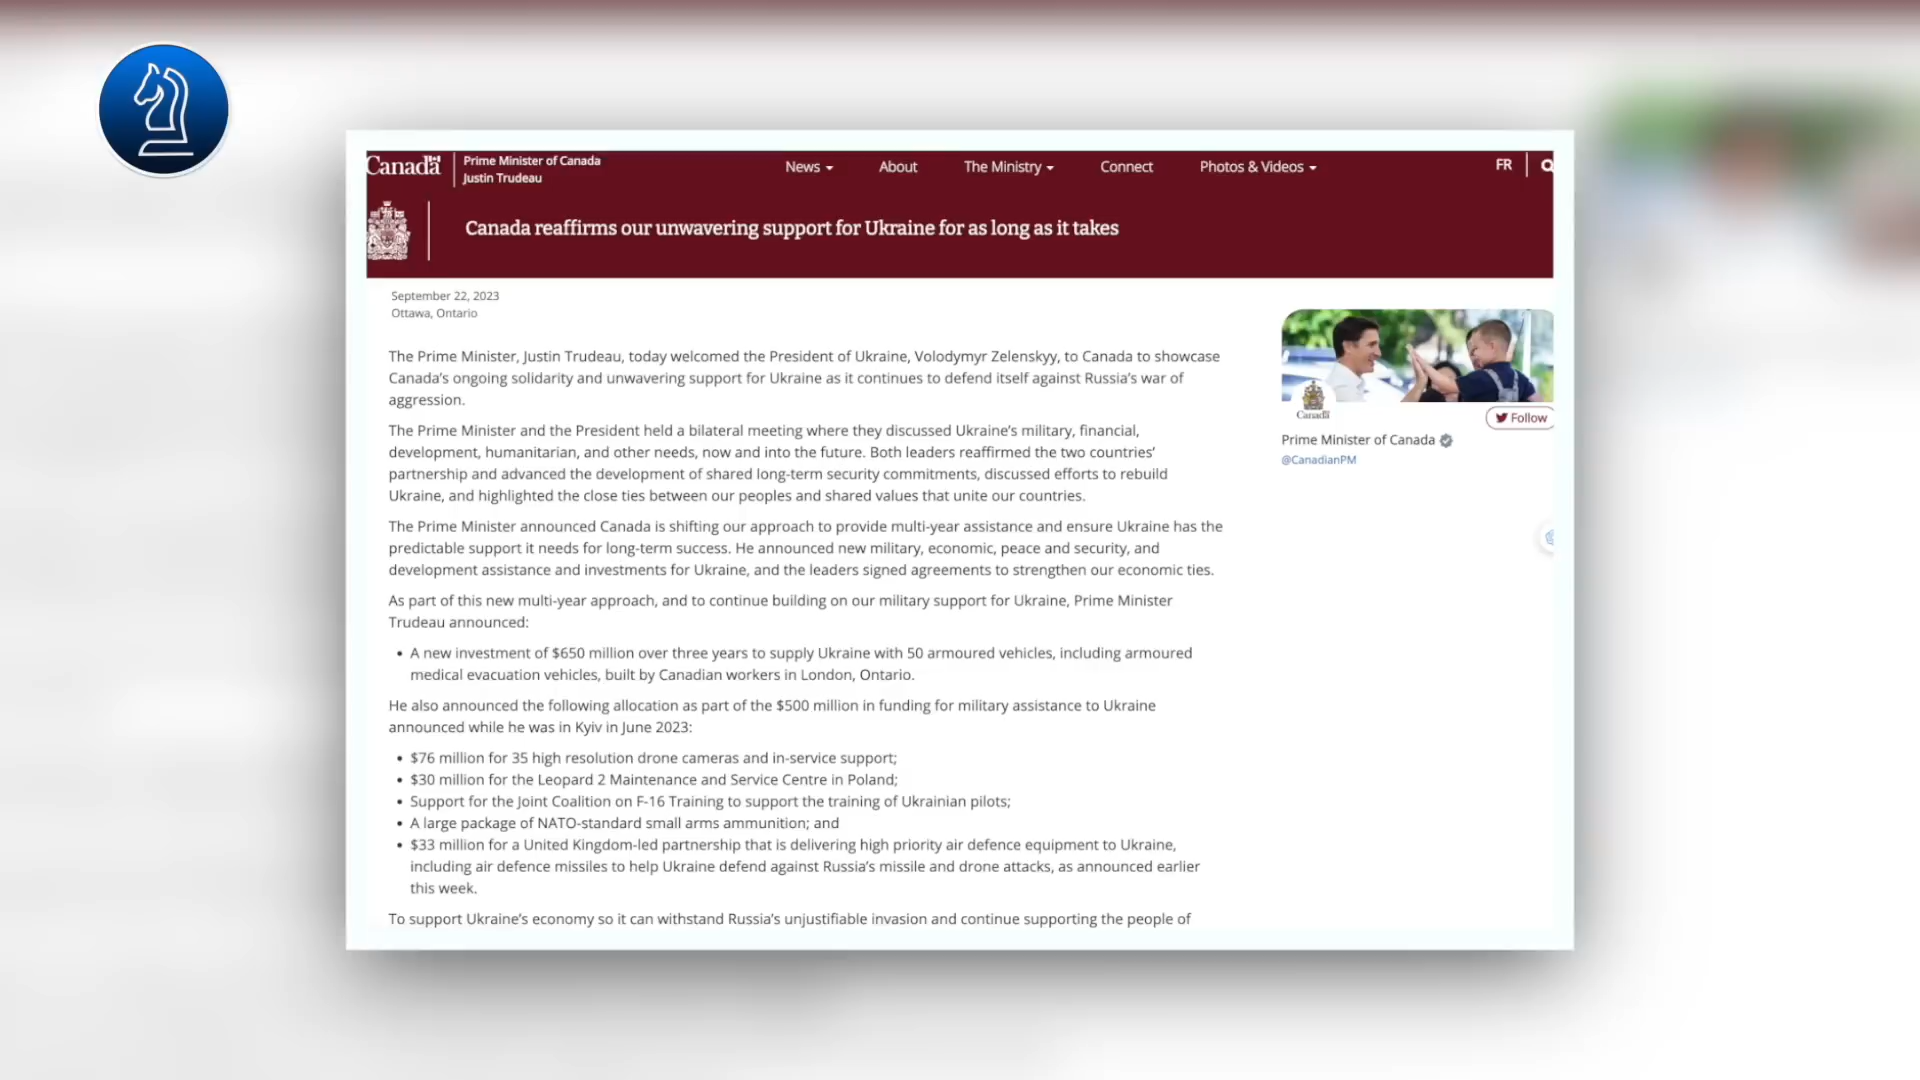 Canada
Prime Minister of Canada
Justin Trudeau
News
About
The Ministry
Connect
Photos & Videos
FR
Canada reaffirms our unwavering support for Ukraine for as long as it takes
September 22, 2023
Ottawa, Ontario
The Prime Minister, Justin Trudeau, today welcomed the President of Ukraine, Volodymyr Zelenskyy, to Canada to showcase
Canada’s ongoing solidarity and unwavering support for Ukraine as it continues to defend itself against Russia’s war of
aggression.
The Prime Minister and the President held a bilateral meeting where they discussed Ukraine’s military, financial,
development, humanitarian, and other needs, now and into the future. Both leaders reaffirmed the two countries’
partnership and advanced the development of shared long-term security commitments, discussed efforts to rebuild
Ukraine, and highlighted the close ties between our peoples and shared values that unite our countries.
The Prime Minister announced Canada is shifting our approach to provide multi-year assistance and ensure Ukraine has the
predictable support it needs for long-term success. He announced new military, economic, peace and security, and
development assistance and investments for Ukraine, and the leaders signed agreements to strengthen our economic ties.
As part of this new multi-year approach, and to continue building on our military support for Ukraine, Prime Minister
Trudeau announced:
• A new investment of $650 million over three years to supply Ukraine with 50 armoured vehicles, including armoured
medical evacuation vehicles, built by Canadian workers in London, Ontario.
He also announced the following allocation as part of the $500 million in funding for military assistance to Ukraine
announced while he was in Kyiv in June 2023:
• $76 million for 35 high resolution drone cameras and in-service support;
• $30 million for the Leopard 2 Maintenance and Service Centre in Poland;
• Support for the Joint Coalition on F-16 Training to support the training of Ukrainian pilots;
• A large package of NATO-standard small arms ammunition; and
• $33 million for a United Kingdom-led partnership that is delivering high priority air defence equipment to Ukraine,
including air defence missiles to help Ukraine defend against Russia’s missile and drone attacks, as announced earlier
this week.
To support Ukraine’s economy so it can withstand Russia’s unjustifiable invasion and continue supporting the people of
Canada
Follow
Prime Minister of Canada
@CanadianPM